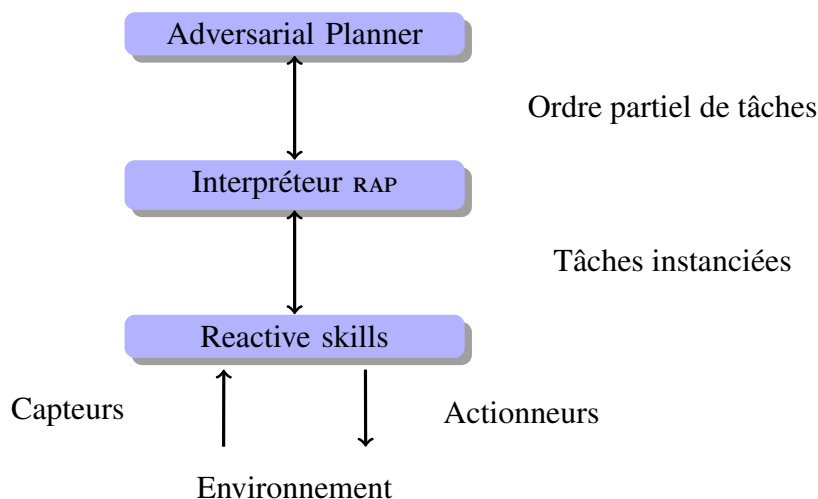 Adversarial Planner
Ordre partiel de tâches
Interpréteur RAP
Tâches instanciées
Reactive skills
Capteurs
Actionneurs
Environnement